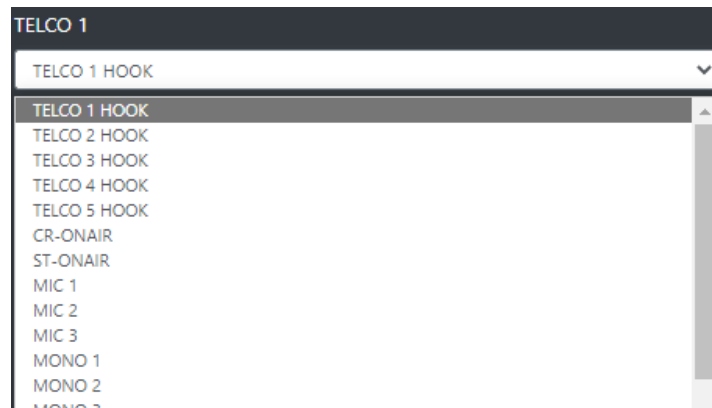 TELCO 1
TELCO 1 HOOK
TELCO 1 HOOK
TELCO 2 HOOK
TELCO 3 HOOK
TELCO 4 HOOK
TELCO 5 HOOK
CR-ONAIR
ST-ONAIR
MIC 1
MIC 2
MIC 3
MONO 1
MONO 2